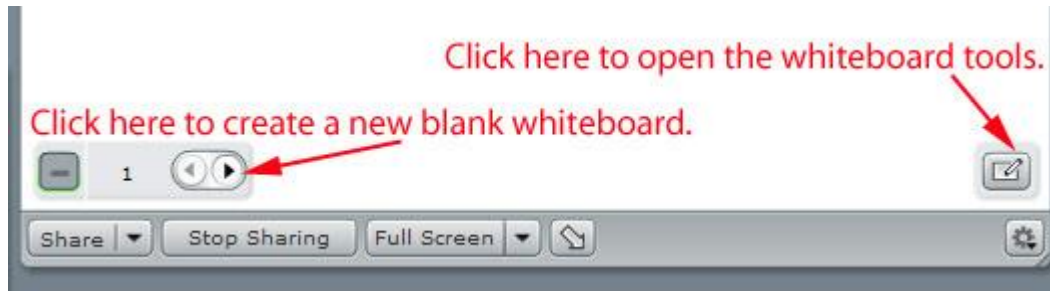 Click here to open the whiteboard tools.
Click here to create a new blank whiteboard.
1
Share Stop Sharing Full Screen